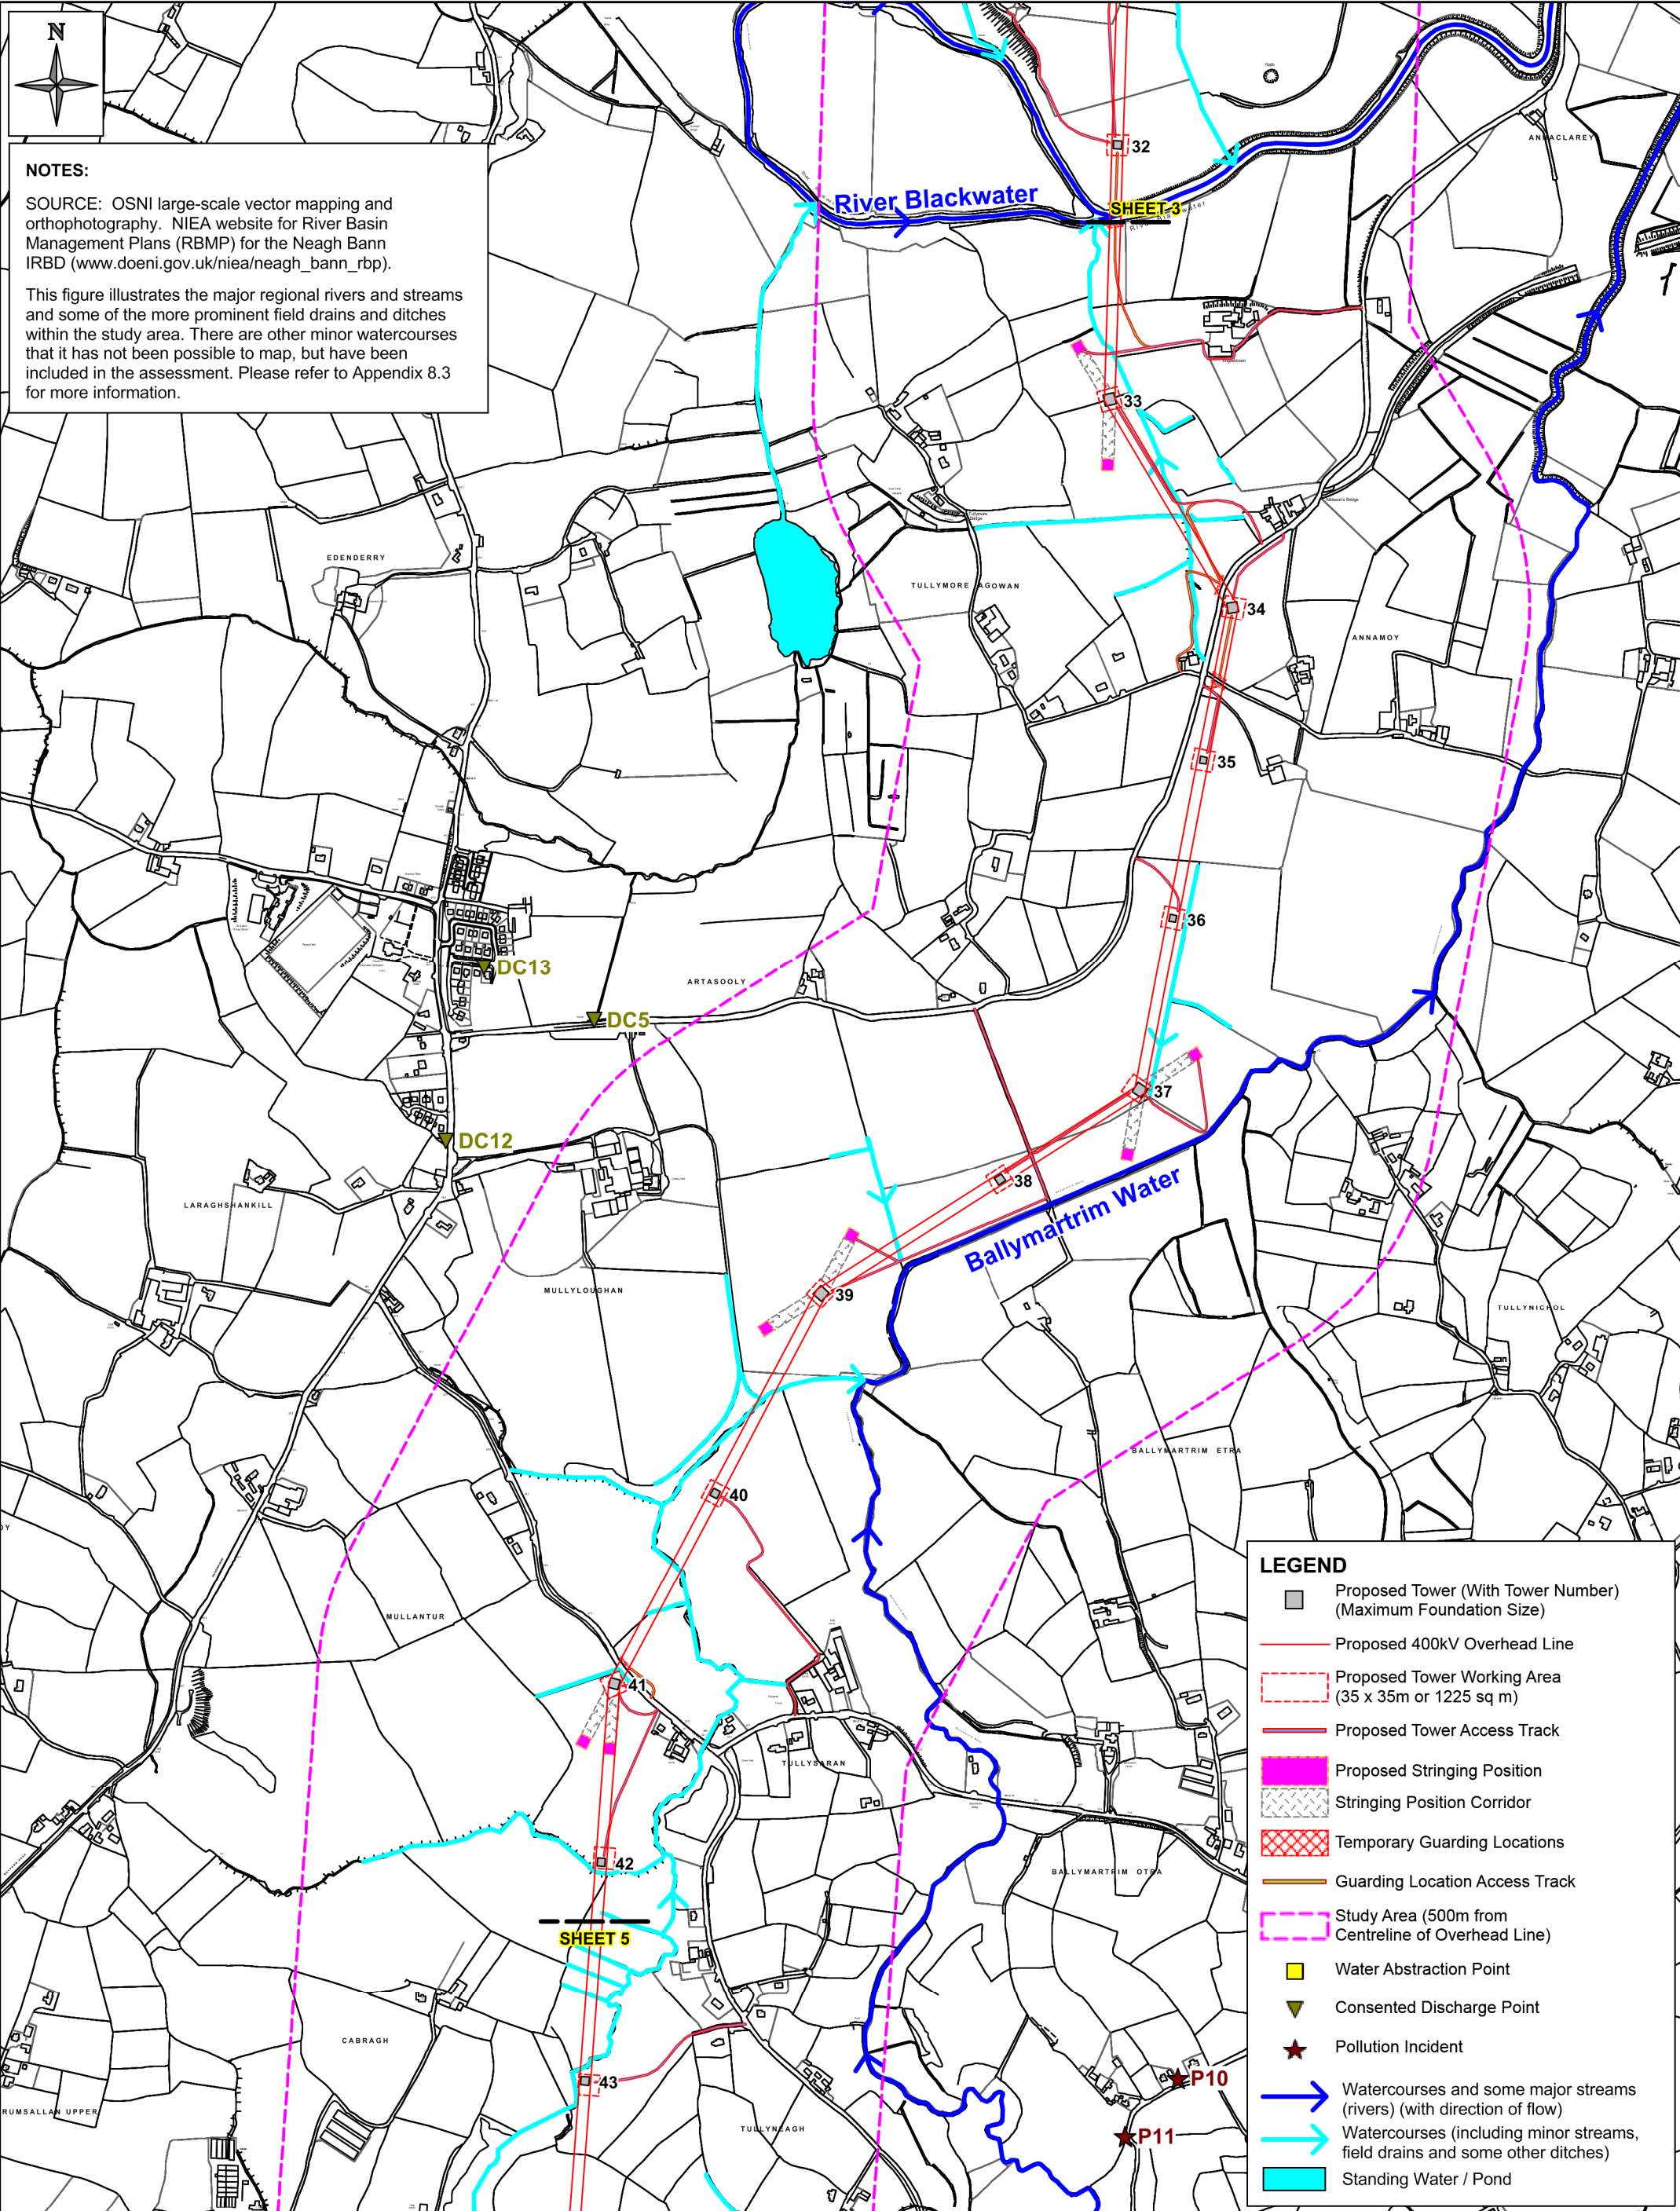 N
NOTES:
SOURCE: OSNI large-scale vector mapping and
orthophotography. NIEA website for River Basin
Management Plans (RBMP) for the Neagh Bann
IRBD (www.doeni.gov.uk/niea/neagh_bann_rbp).
This figure illustrates the major regional rivers and streams
and some of the more prominent field drains and ditches
within the study area. There are other minor watercourses
that it has not been possible to map, but have been
included in the assessment. Please refer to Appendix 8.3
for more information.
ANNACLAREY
32
River Blackwater
SHEET 3
33
EDENDERRY
TULLYMORE AGOWAN
34
ANNAMOY
35
36
DC13
ARTASOOLY
DC5
37
DC12
38
LARAGHSHANKILL
Ballymartrim Water
MULLYLOUGHAN
39
TULLYNICHOL
BALLYMARTRIM ETRA
40
MULLANTUR
41
TULLYSARAN
42
BALLYMARTRIM OTRA
SHEET 5
CABRAGH
43
RUMSALLAN UPPER
TULLYNEAGH
P10
P11
LEGEND
Proposed Tower (With Tower Number)
(Maximum Foundation Size)
Proposed 400kV Overhead Line
Proposed Tower Working Area
(35 x 35m or 1225 sq m)
Proposed Tower Access Track
Proposed Stringing Position
Stringing Position Corridor
Temporary Guarding Locations
Guarding Location Access Track
Study Area (500m from
Centreline of Overhead Line)
Water Abstraction Point
Consented Discharge Point
Pollution Incident
Watercourses and some major streams
(rivers) (with direction of flow)
Watercourses (including minor streams,
field drains and some other ditches)
Standing Water / Pond